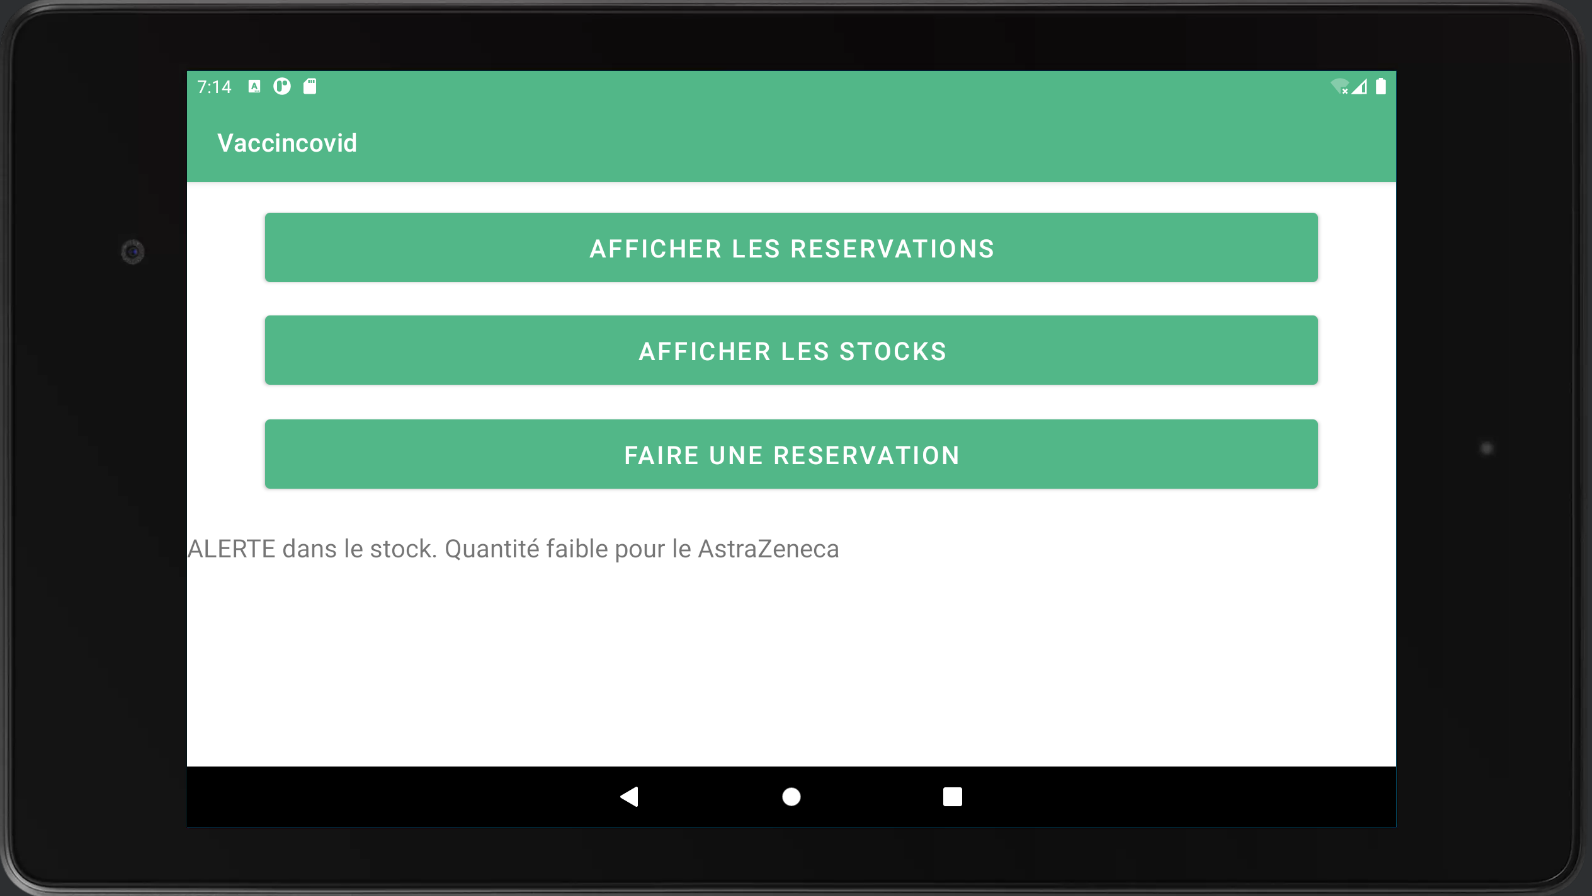 7:14
Vaccincovid
AFFICHER LES RESERVATIONS
AFFICHER LES STOCKS
FAIRE UNE RESERVATION
ALERTE dans le stock. Quantité faible pour le AstraZeneca